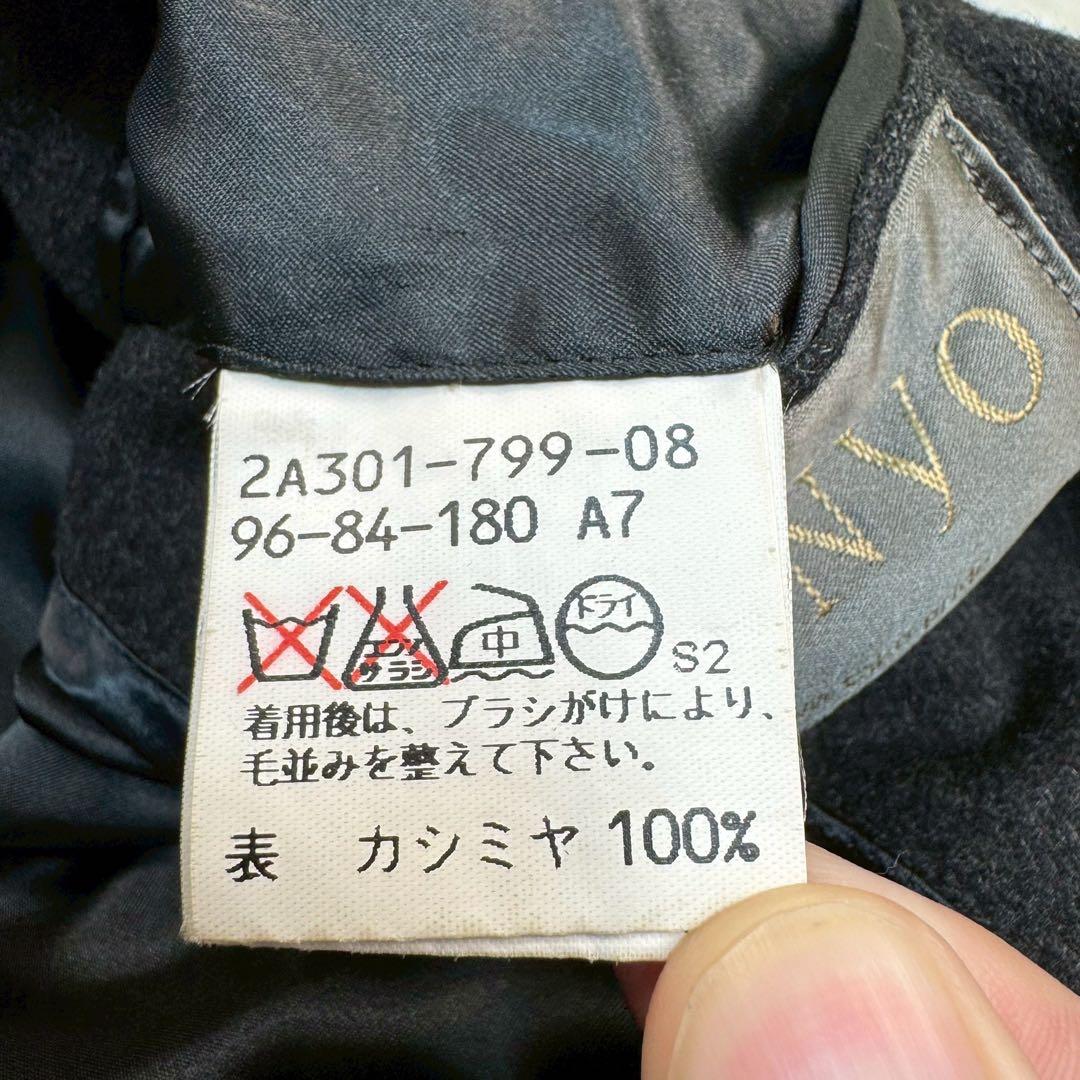 2A301-799-08
96-84-180 A7
エンソ
サラシ
中
ドライ
S2
着用後は、ブラシがけにより、
毛並みを整えて下さい。
表 カシミヤ 100%
NVO